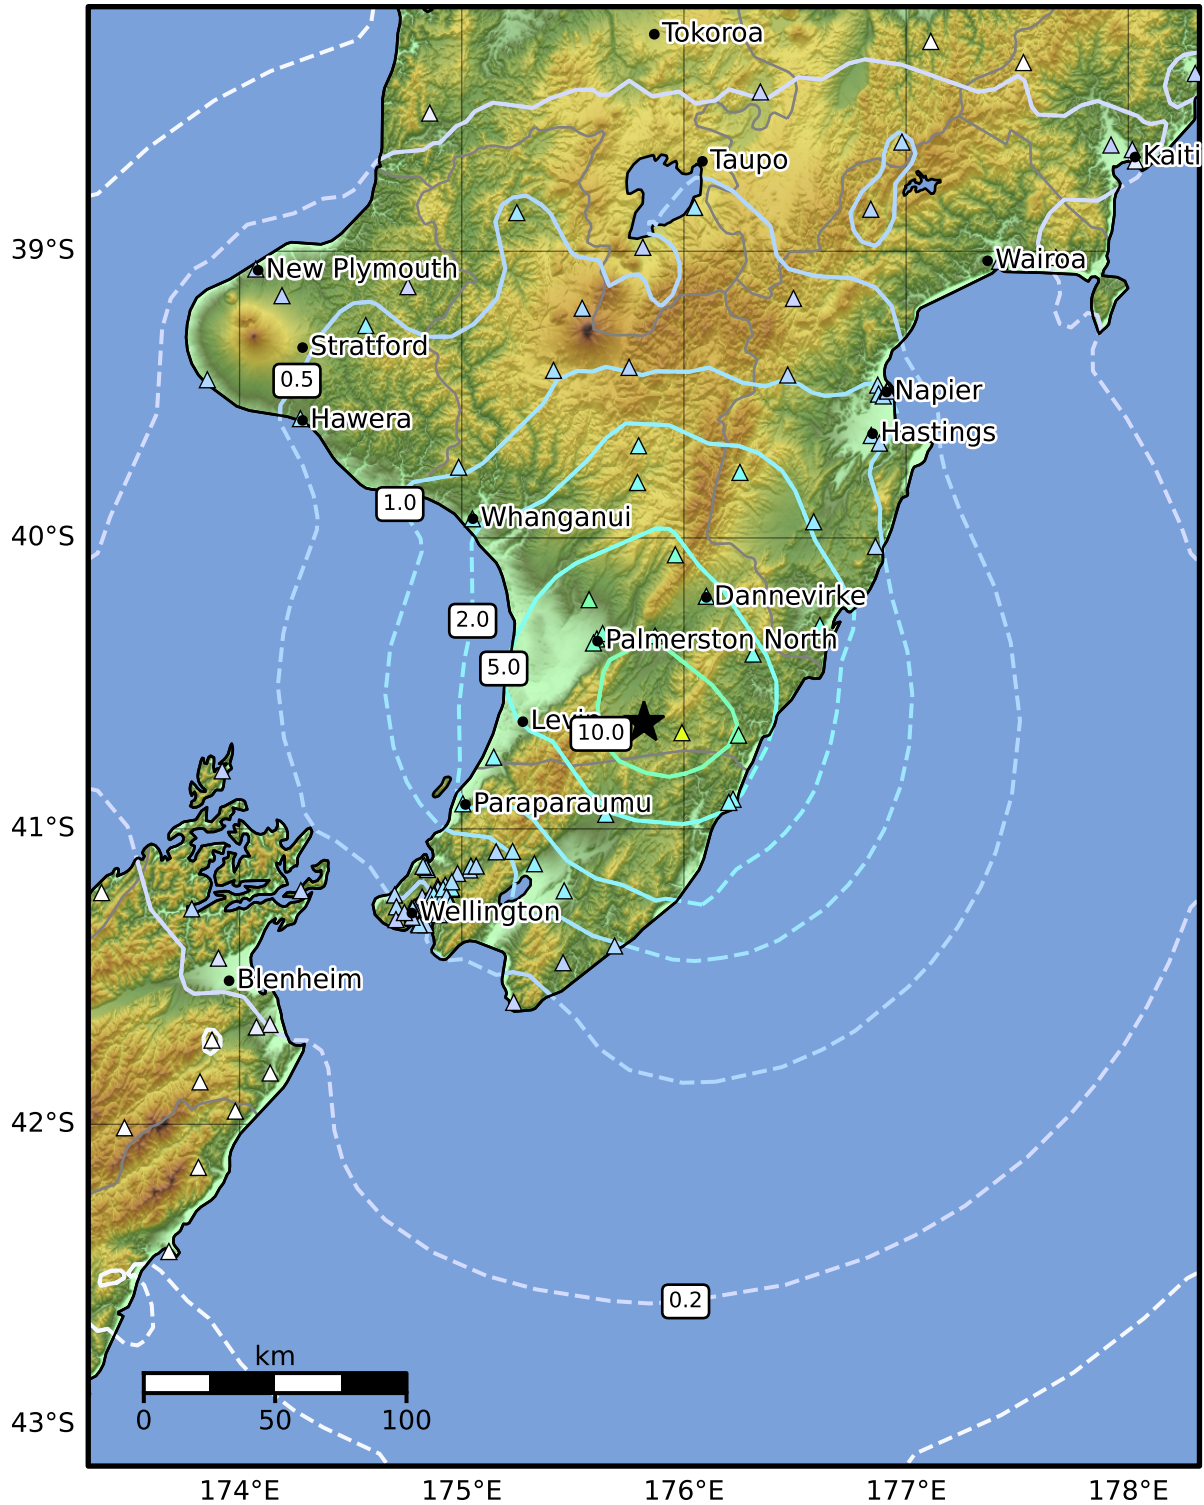 Tokoroa
Taupo
Kaiti
39°S
New Plymouth
Wairoa
Stratford
0.5
Napier
Hawera
Hastings
1.0
Whanganui
40°S
Dannevirke
2.0
Palmerston North
5.0
Levin
10.0
Paraparaumu
41°S
Wellington
Blenheim
42°S
0.2
km
0 50 100
43°S
174°E 175°E 176°E 177°E 178°E